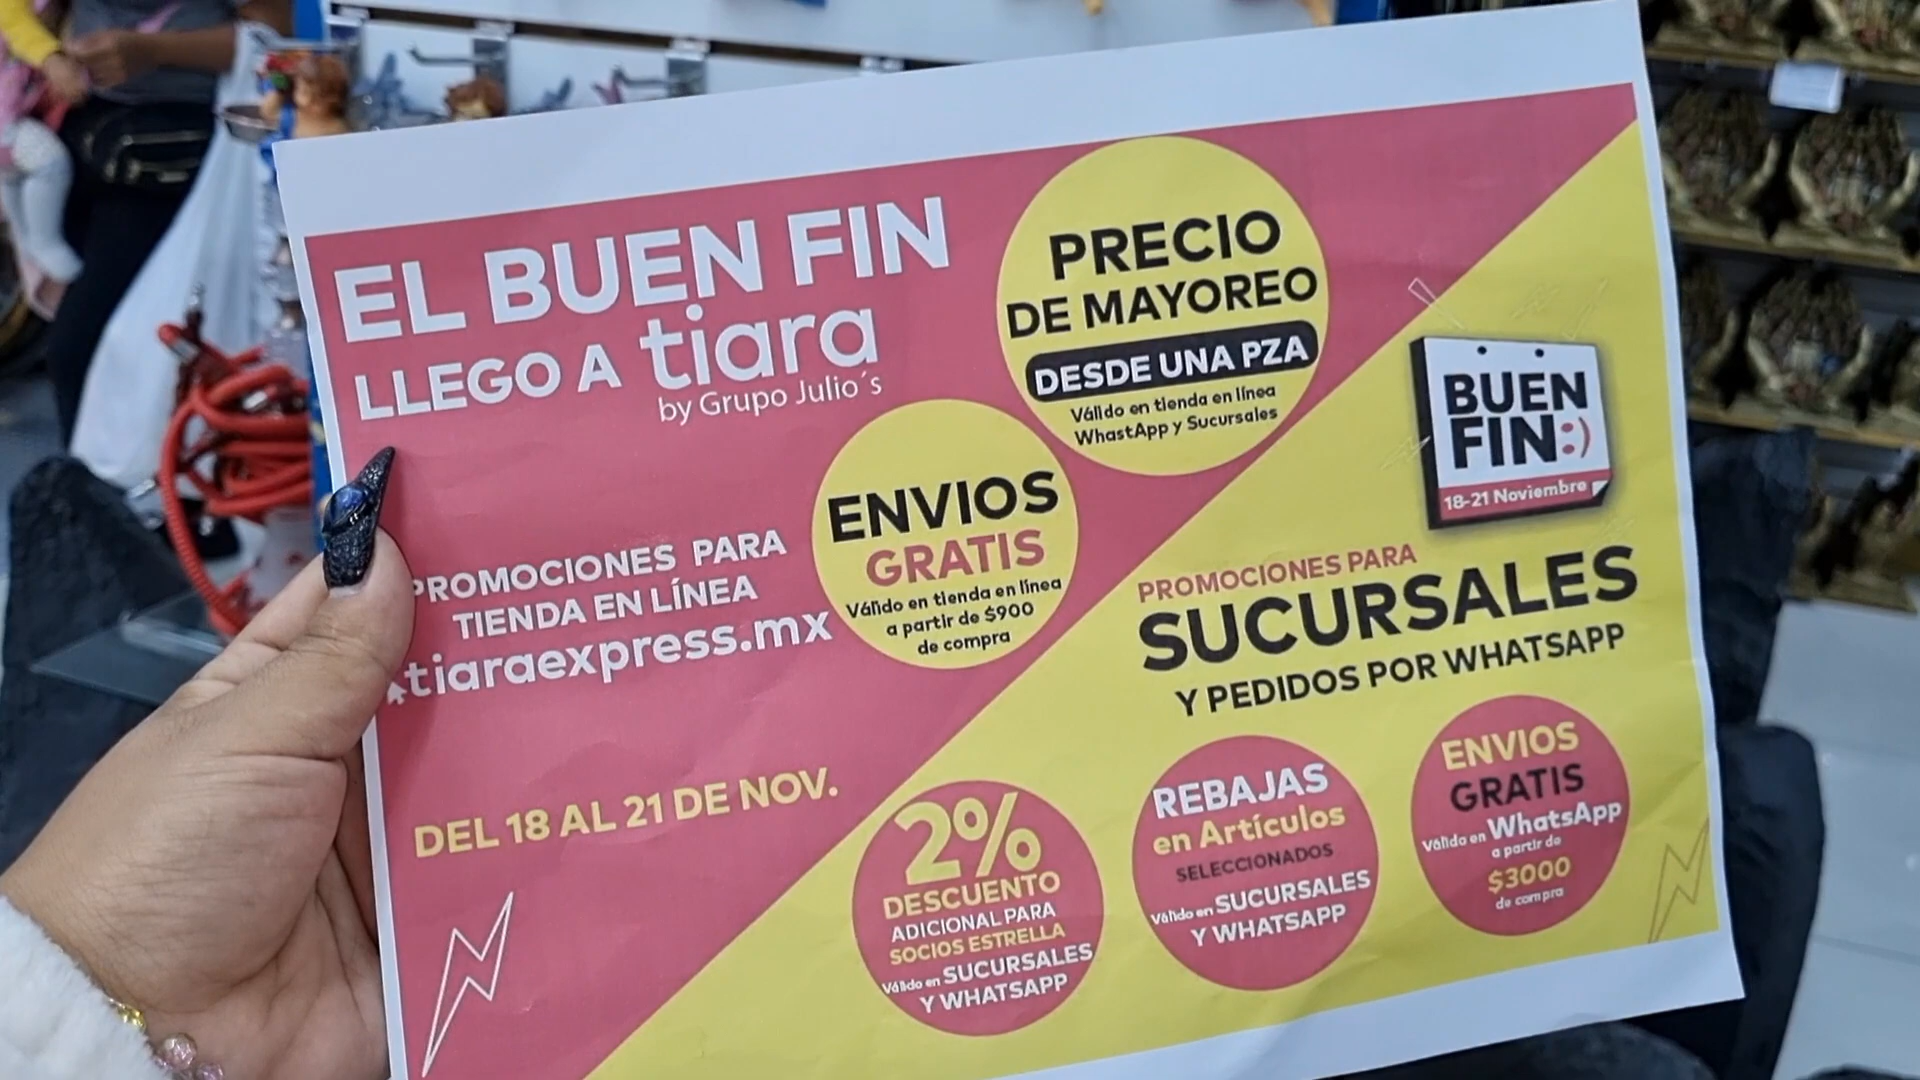 EL BUEN FIN
LLEGO A tiara
by Grupo Julio´s
PRECIO
DE MAYOREO
DESDE UNA PZA
Válido en tienda en línea
WhastApp y Sucursales
ENVIOS
GRATIS
Válido en tienda en línea
a partir de $900
de compra
PROMOCIONES PARA
TIENDA EN LÍNEA
tiaraexpress.mx
DEL 18 AL 21 DE NOV.
BUEN
FIN:)
18-21 Noviembre
PROMOCIONES PARA
SUCURSALES
Y PEDIDOS POR WHATSAPP
2%
DESCUENTO
ADICIONAL PARA
SOCIOS ESTRELLA
Válido en SUCURSALES
Y WHATSAPP
REBAJAS
en Artículos
SELECCIONADOS
Válido en SUCURSALES
Y WHATSAPP
ENVIOS
GRATIS
Válido en WhatsApp
a partir de
$3000
de compra